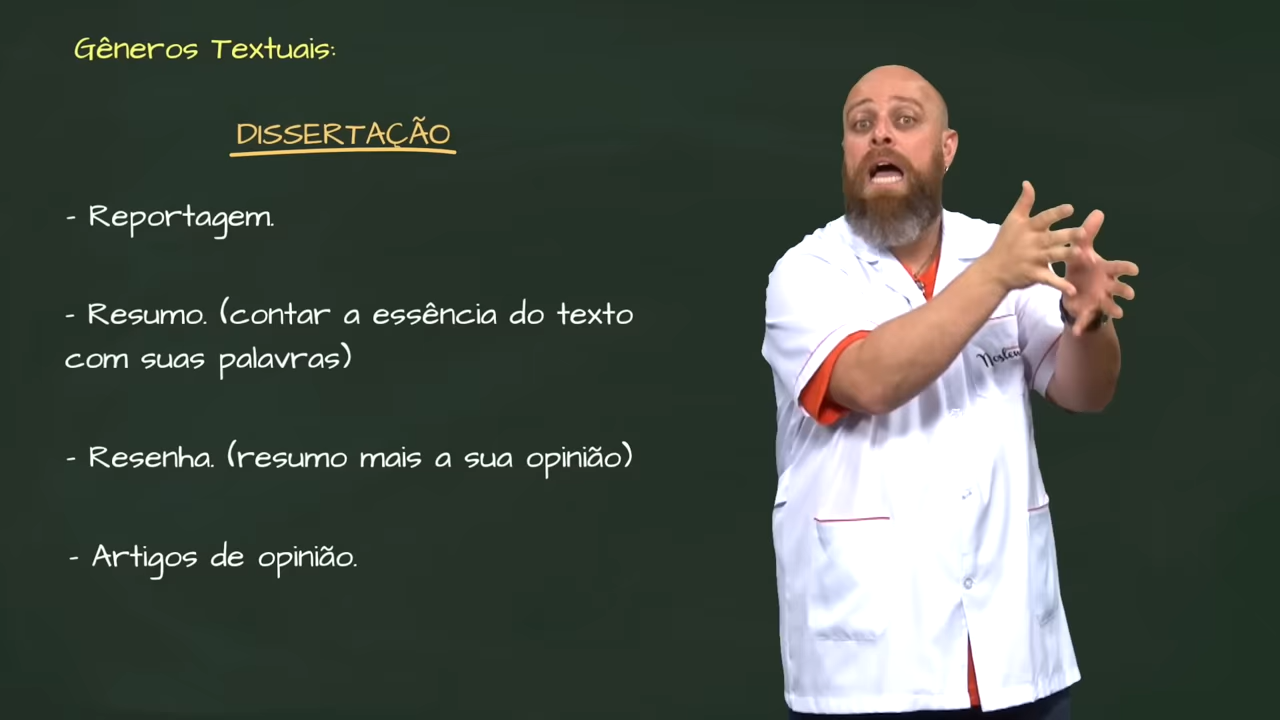 Gêneros Textuais:
DISSERTAÇÃO
- Reportagem.
- Resumo. (contar a essência do texto
com suas palavras)
- Resenha. (resumo mais a sua opinião)
- Artigos de opinião.